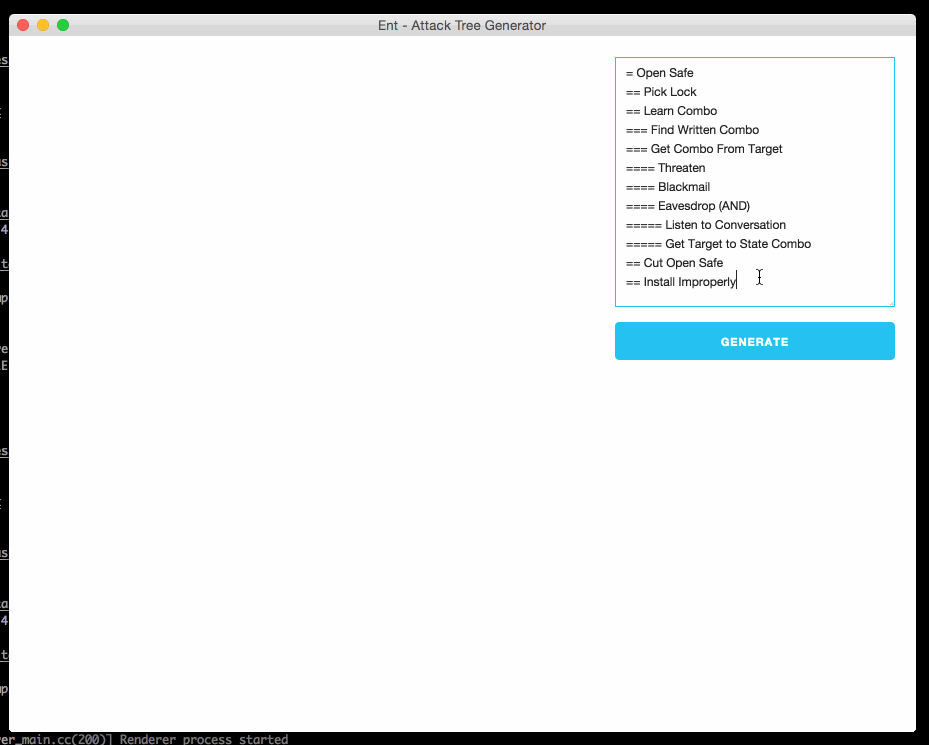 Ent - Attack Tree Generator
= Open Safe
== Pick Lock
== Learn Combo
=== Find Written Combo
=== Get Combo From Target
==== Threaten
==== Blackmail
==== Eavesdrop (AND)
===== Listen to Conversation
===== Get Target to State Combo
== Cut Open Safe
== Install Improperly
GENERATE
er_main.cc(200)] Renderer process started